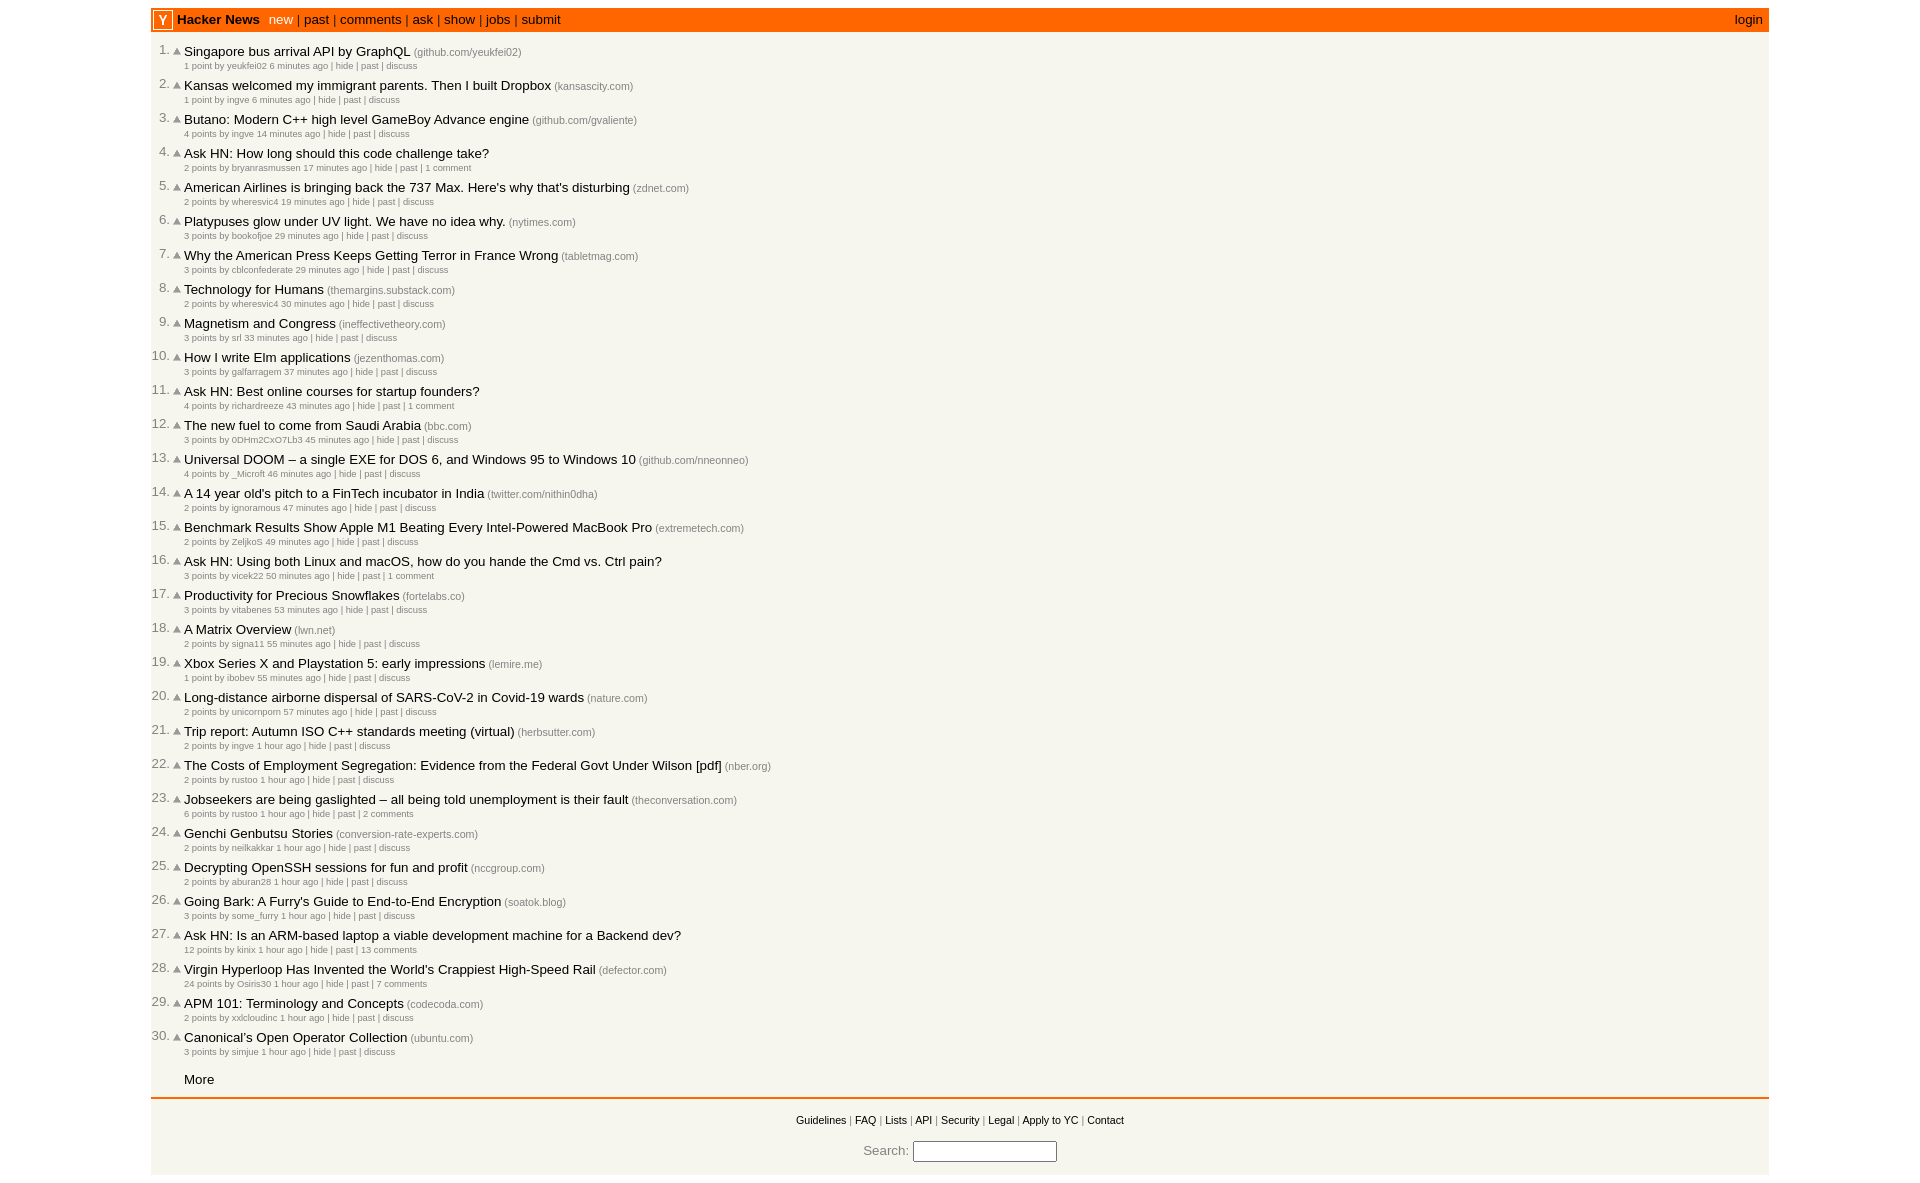 Y Hacker News new | past | comments | ask | show | jobs | submit login
1. Singapore bus arrival API by GraphQL (github.com/yeukfei02)
1 point by yeukfei02 6 minutes ago | hide | past | discuss
2. Kansas welcomed my immigrant parents. Then I built Dropbox (kansascity.com)
1 point by ingve 6 minutes ago | hide | past | discuss
3. Butano: Modern C++ high level GameBoy Advance engine (github.com/gvaliente)
4 points by ingve 14 minutes ago | hide | past | discuss
4. Ask HN: How long should this code challenge take?
2 points by bryanrasmussen 17 minutes ago | hide | past | 1 comment
5. American Airlines is bringing back the 737 Max. Here's why that's disturbing (zdnet.com)
2 points by wheresvic4 19 minutes ago | hide | past | discuss
6. Platypuses glow under UV light. We have no idea why. (nytimes.com)
3 points by bookofjoe 29 minutes ago | hide | past | discuss
7. Why the American Press Keeps Getting Terror in France Wrong (tabletmag.com)
3 points by cblconfederate 29 minutes ago | hide | past | discuss
8. Technology for Humans (themargins.substack.com)
2 points by wheresvic4 30 minutes ago | hide | past | discuss
9. Magnetism and Congress (ineffectivetheory.com)
3 points by srl 33 minutes ago | hide | past | discuss
10. How I write Elm applications (jezenthomas.com)
3 points by galfarragem 37 minutes ago | hide | past | discuss
11. Ask HN: Best online courses for startup founders?
4 points by richardreeze 43 minutes ago | hide | past | 1 comment
12. The new fuel to come from Saudi Arabia (bbc.com)
3 points by 0DHm2CxO7Lb3 45 minutes ago | hide | past | discuss
13. Universal DOOM – a single EXE for DOS 6, and Windows 95 to Windows 10 (github.com/nneonneo)
4 points by _Microft 46 minutes ago | hide | past | discuss
14. A 14 year old's pitch to a FinTech incubator in India (twitter.com/nithin0dha)
2 points by ignoramous 47 minutes ago | hide | past | discuss
15. Benchmark Results Show Apple M1 Beating Every Intel-Powered MacBook Pro (extremetech.com)
2 points by ZeljkoS 49 minutes ago | hide | past | discuss
16. Ask HN: Using both Linux and macOS, how do you hande the Cmd vs. Ctrl pain?
3 points by vicek22 50 minutes ago | hide | past | 1 comment
17. Productivity for Precious Snowflakes (fortelabs.co)
3 points by vitabenes 53 minutes ago | hide | past | discuss
18. A Matrix Overview (lwn.net)
2 points by signa11 55 minutes ago | hide | past | discuss
19. Xbox Series X and Playstation 5: early impressions (lemire.me)
1 point by ibobev 55 minutes ago | hide | past | discuss
20. Long-distance airborne dispersal of SARS-CoV-2 in Covid-19 wards (nature.com)
2 points by unicornporn 57 minutes ago | hide | past | discuss
21. Trip report: Autumn ISO C++ standards meeting (virtual) (herbsutter.com)
2 points by ingve 1 hour ago | hide | past | discuss
22. The Costs of Employment Segregation: Evidence from the Federal Govt Under Wilson [pdf] (nber.org)
2 points by rustoo 1 hour ago | hide | past | discuss
23. Jobseekers are being gaslighted – all being told unemployment is their fault (theconversation.com)
6 points by rustoo 1 hour ago | hide | past | 2 comments
24. Genchi Genbutsu Stories (conversion-rate-experts.com)
2 points by neilkakkar 1 hour ago | hide | past | discuss
25. Decrypting OpenSSH sessions for fun and profit (nccgroup.com)
2 points by aburan28 1 hour ago | hide | past | discuss
26. Going Bark: A Furry's Guide to End-to-End Encryption (soatok.blog)
3 points by some_furry 1 hour ago | hide | past | discuss
27. Ask HN: Is an ARM-based laptop a viable development machine for a Backend dev?
12 points by kinix 1 hour ago | hide | past | 13 comments
28. Virgin Hyperloop Has Invented the World's Crappiest High-Speed Rail (defector.com)
24 points by Osiris30 1 hour ago | hide | past | 7 comments
29. APM 101: Terminology and Concepts (codecoda.com)
2 points by xxlcloudinc 1 hour ago | hide | past | discuss
30. Canonical's Open Operator Collection (ubuntu.com)
3 points by simjue 1 hour ago | hide | past | discuss
More
Guidelines | FAQ | Lists | API | Security | Legal | Apply to YC | Contact
Search: